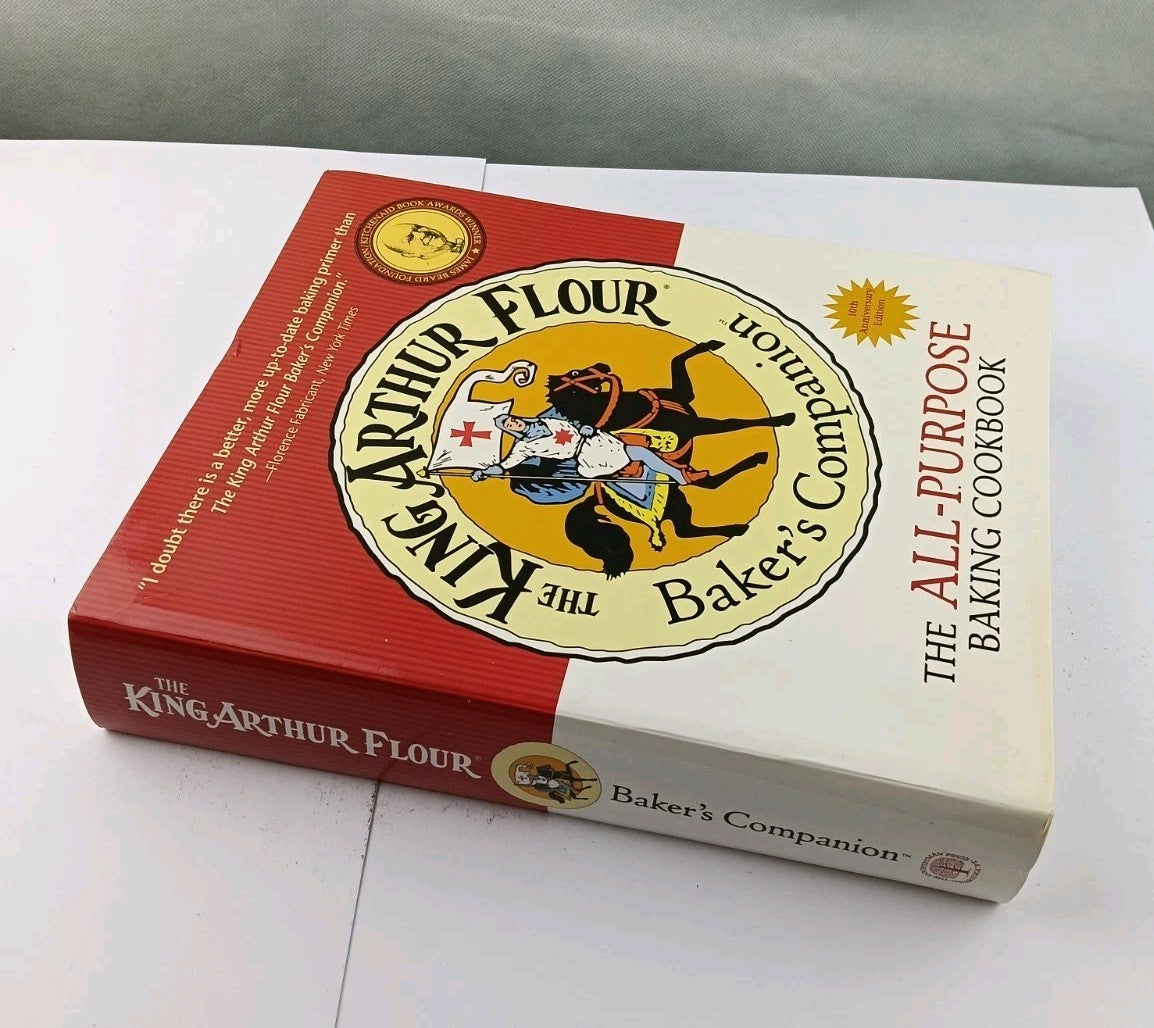 "I doubt there is a better, more up-to-date baking primer than
The King Arthur Flour Baker's Companion."
—Florence Fabricant, New York Times
JAMES BEARD FOUNDATION/KITCHENAID BOOK AWARDS WINNER ★
THE KING ARTHUR FLOUR®
Baker's Companion™
10th
Anniversary
Edition
THE ALL-PURPOSE
BAKING COOKBOOK
THE
KING ARTHUR FLOUR®
Baker's Companion™